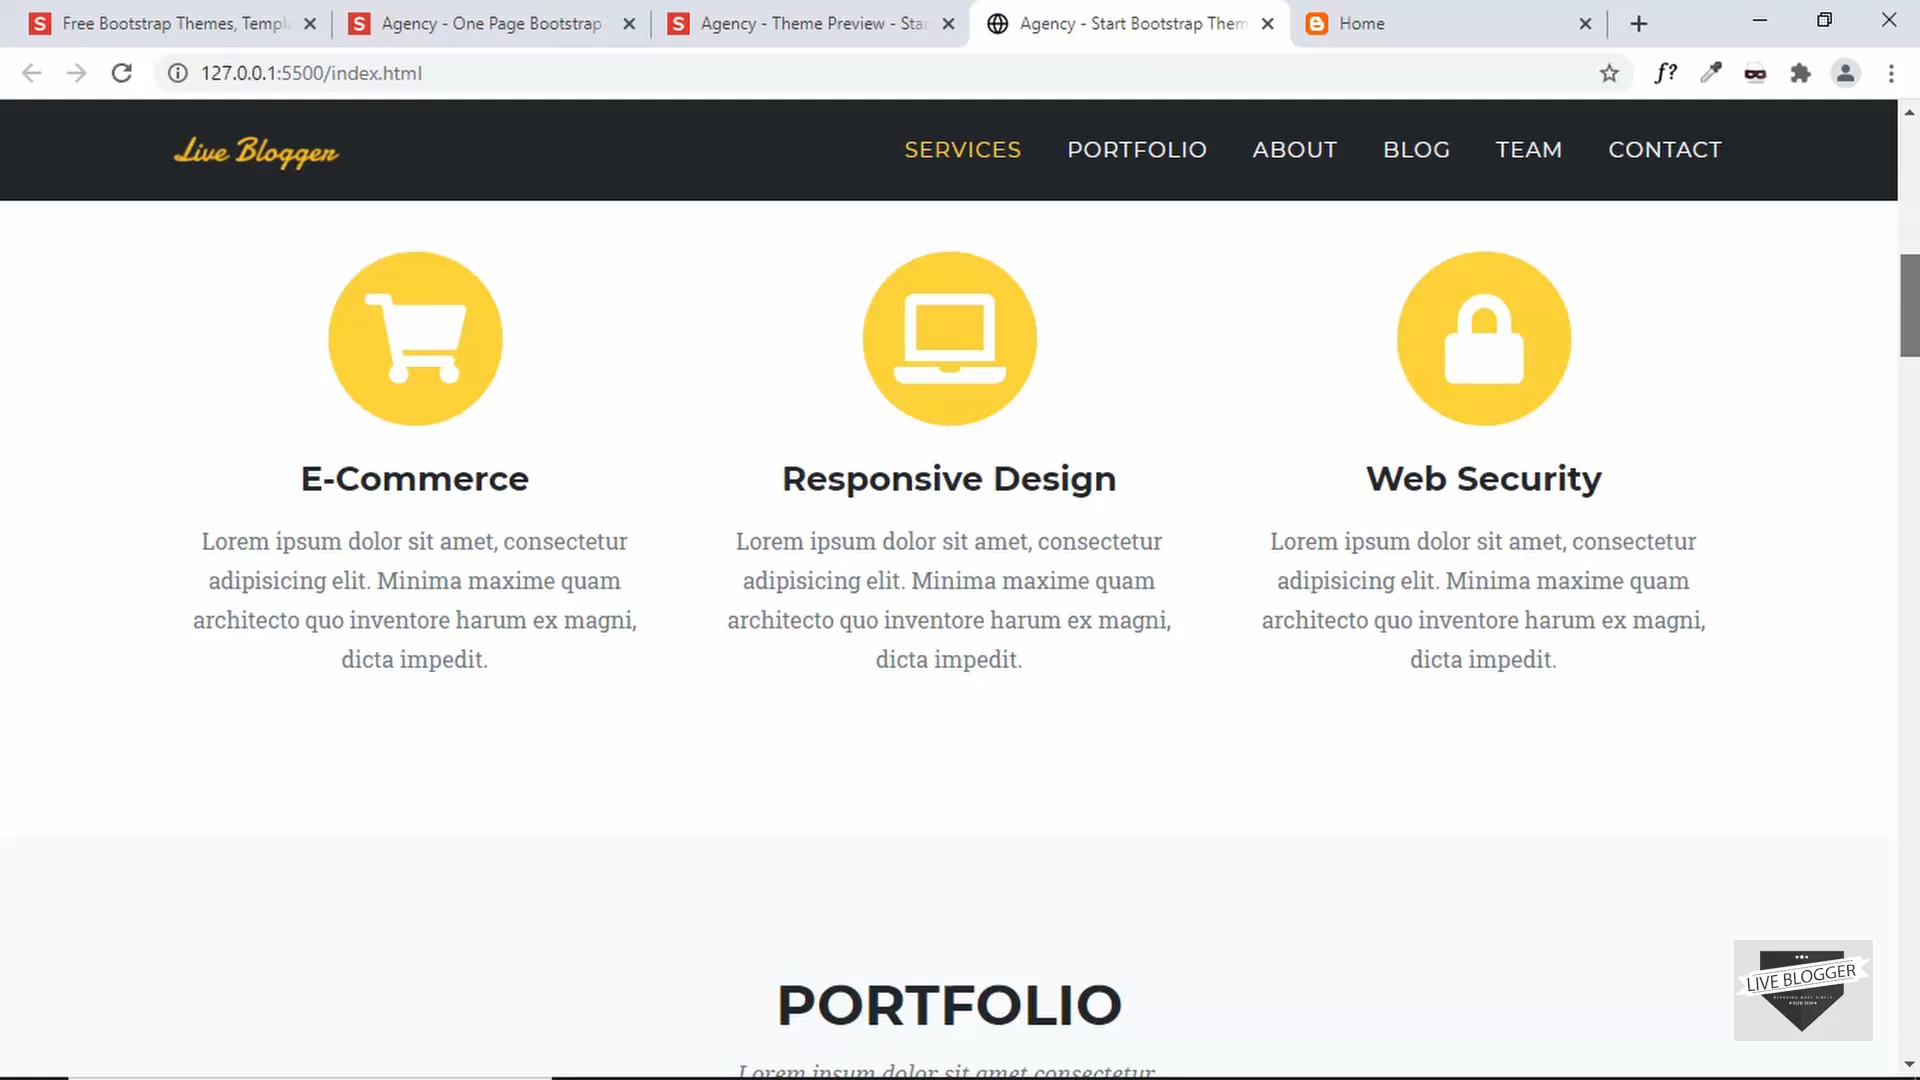 Free Bootstrap Themes, Templ
Agency - One Page Bootstrap
Agency - Theme Preview - Sta
Agency - Start Bootstrap Them
Home
127.0.0.1:5500/index.html
f?
Live Blogger
SERVICES
PORTFOLIO
ABOUT
BLOG
TEAM
CONTACT
E-Commerce
Lorem ipsum dolor sit amet, consectetur
adipisicing elit. Minima maxime quam
architecto quo inventore harum ex magni,
dicta impedit.
Responsive Design
Lorem ipsum dolor sit amet, consectetur
adipisicing elit. Minima maxime quam
architecto quo inventore harum ex magni,
dicta impedit.
Web Security
Lorem ipsum dolor sit amet, consectetur
adipisicing elit. Minima maxime quam
architecto quo inventore harum ex magni,
dicta impedit.
PORTFOLIO
Lorem ipsum dolor sit amet consectetur.
LIVE BLOGGER